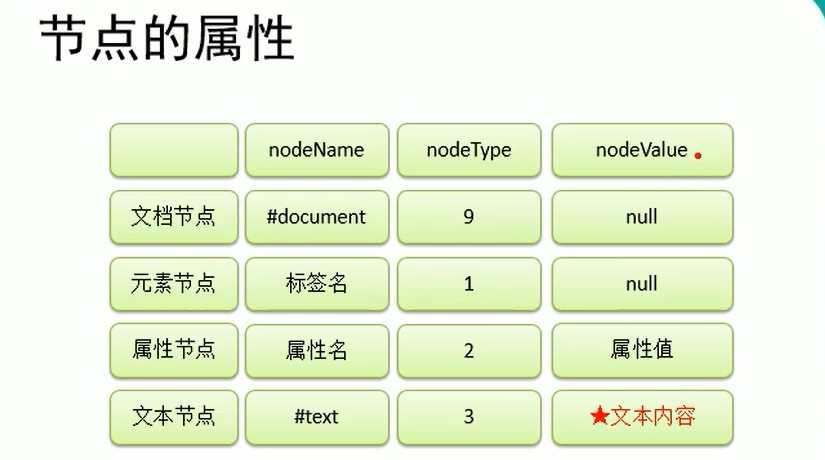 节点的属性
nodeName nodeType nodeValue
文档节点 #document 9 null
元素节点 标签名 1 null
属性节点 属性名 2 属性值
文本节点 #text 3 ★文本内容